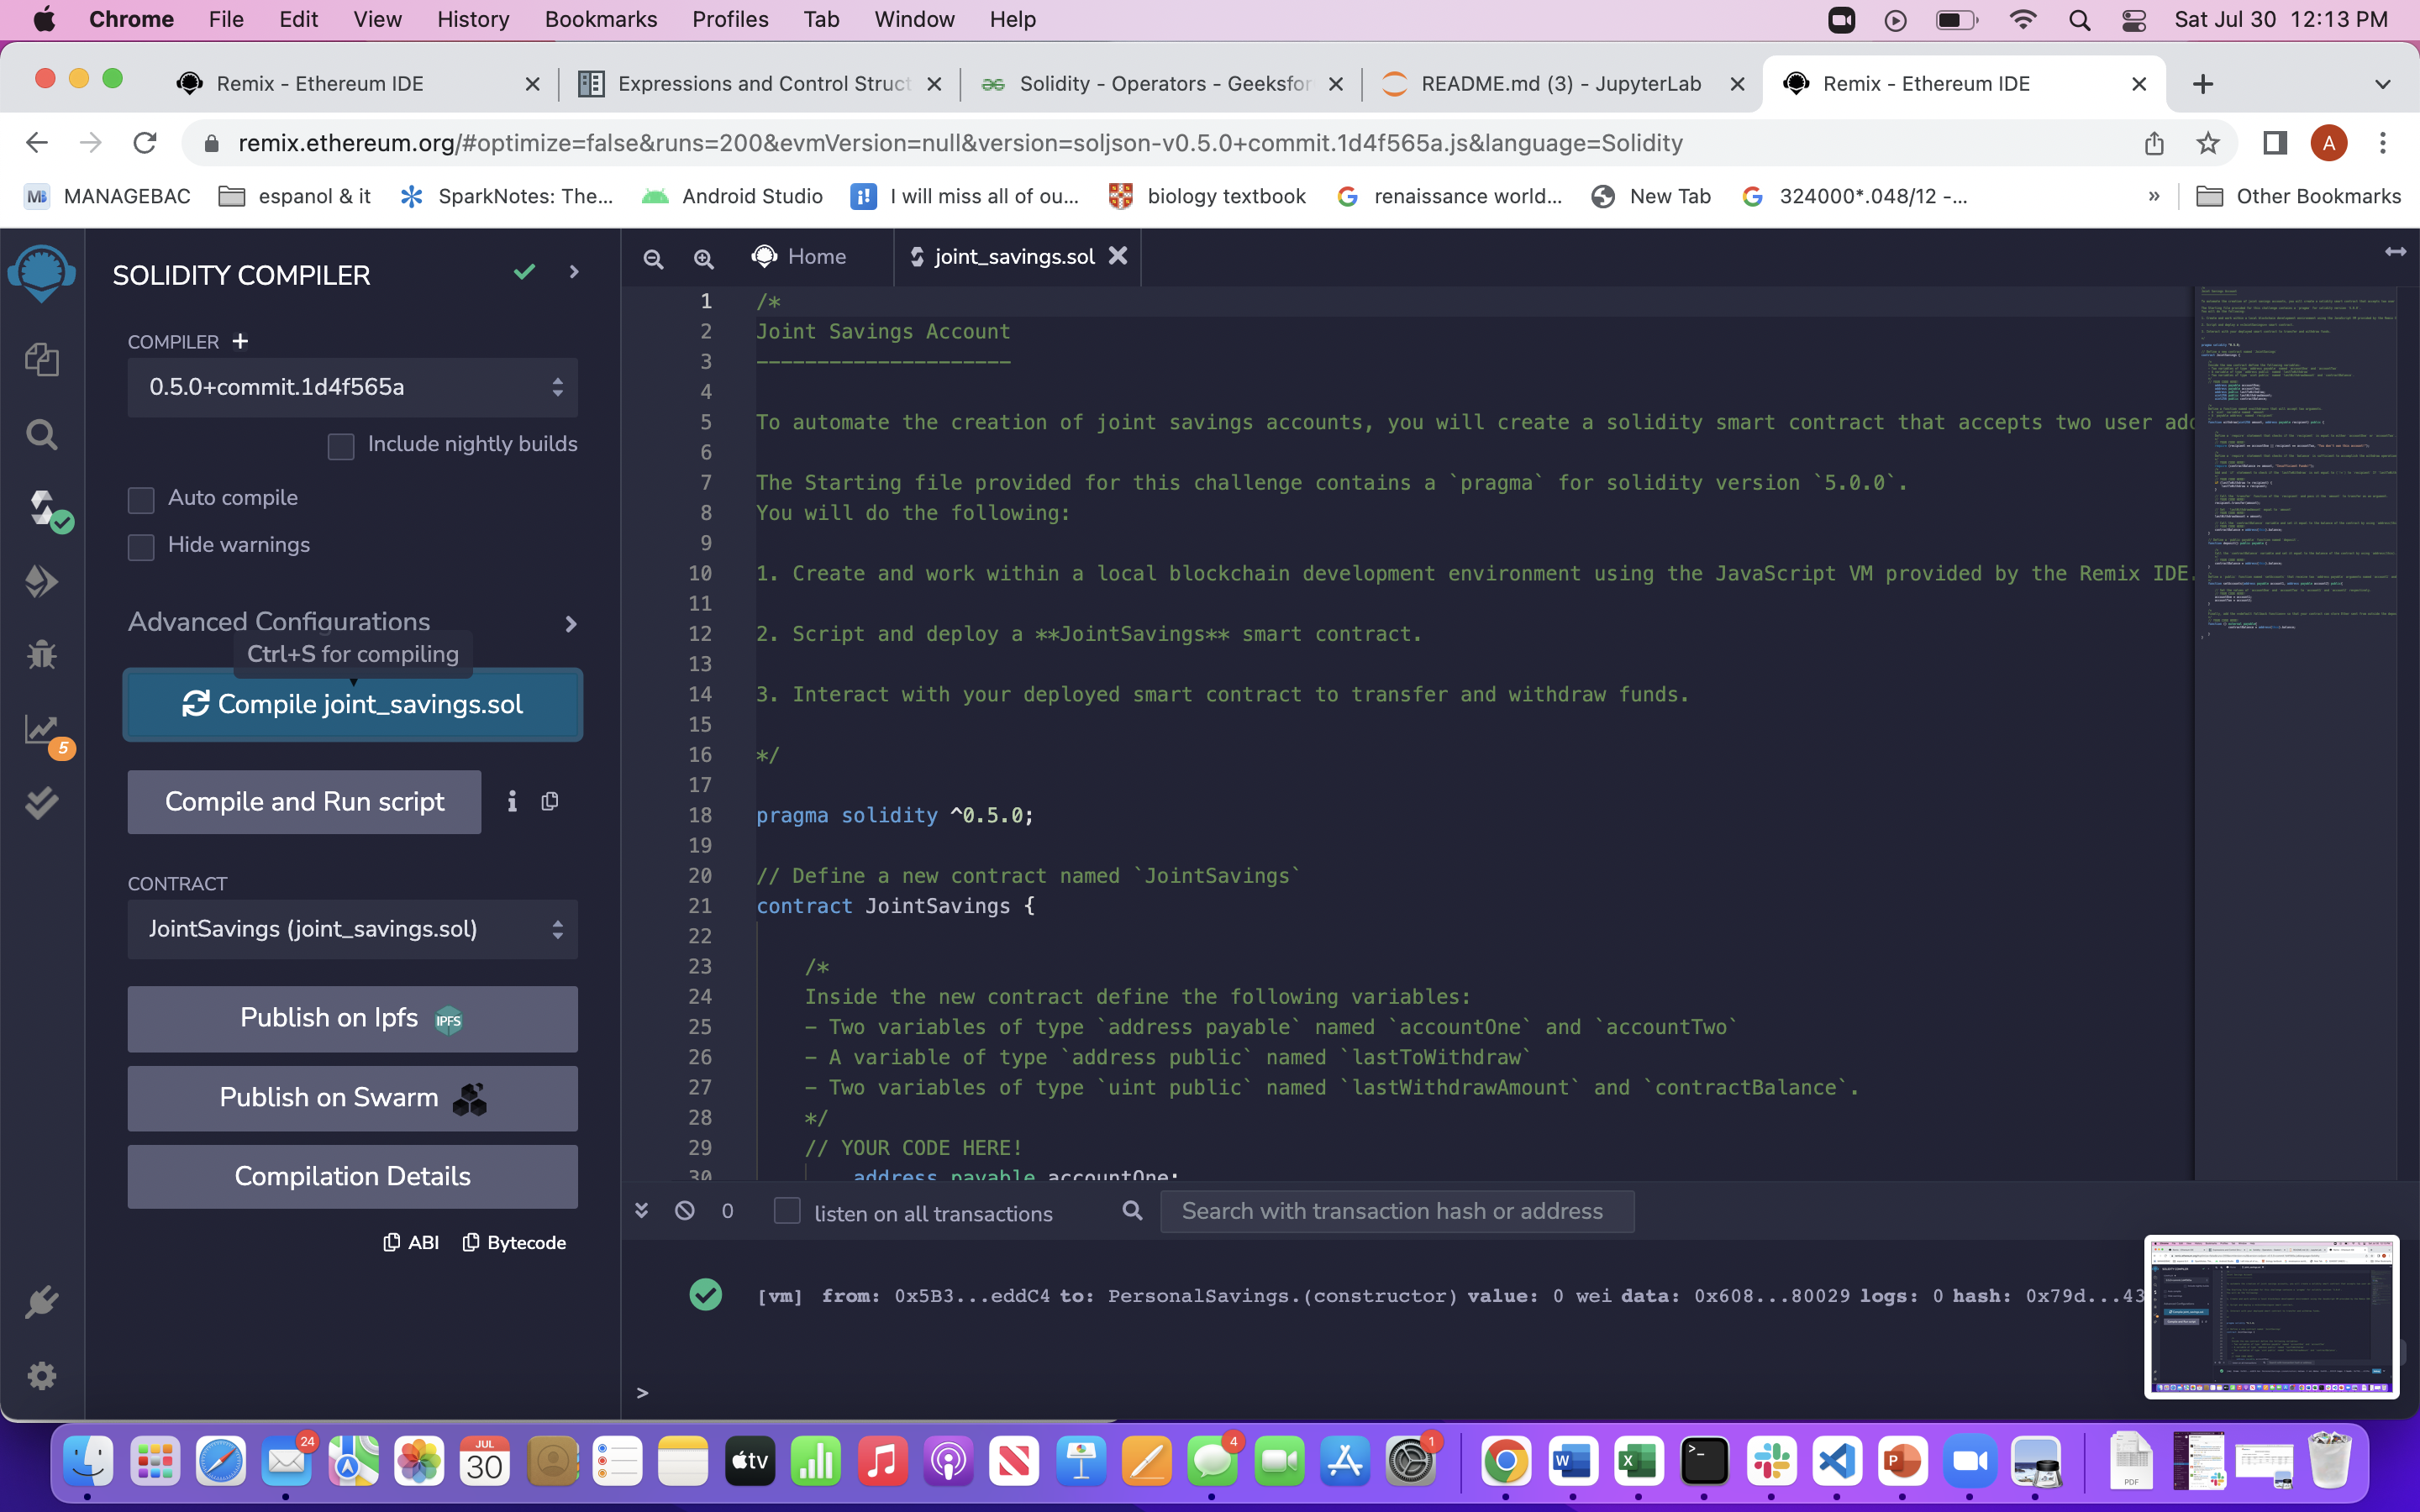 Chrome File Edit View History Bookmarks Profiles Tab Window Help Sat Jul 30 12:13 PM
Remix - Ethereum IDE Expressions and Control Struct Solidity - Operators - Geeksfor README.md (3) - JupyterLab Remix - Ethereum IDE
remix.ethereum.org/#optimize=false&runs=200&evmVersion=null&version=soljson-v0.5.0+commit.1d4f565a.js&language=Solidity A
MB MANAGEBAC espanol & it SparkNotes: The... Android Studio i! I will miss all of ou... biology textbook renaissance world... New Tab 324000*.048/12 -... » Other Bookmarks
SOLIDITY COMPILER
COMPILER +
0.5.0+commit.1d4f565a
Include nightly builds
Auto compile
Hide warnings
Advanced Configurations
Ctrl+S for compiling
Compile joint_savings.sol
5
Compile and Run script
CONTRACT
JointSavings (joint_savings.sol)
Publish on Ipfs IPFS
Publish on Swarm
Compilation Details
ABI Bytecode
Home joint_savings.sol
1 /*
2 Joint Savings Account
3 ---------------------
4
5 To automate the creation of joint savings accounts, you will create a solidity smart contract that accepts two user add
6
7 The Starting file provided for this challenge contains a `pragma` for solidity version `5.0.0`.
8 You will do the following:
9
10 1. Create and work within a local blockchain development environment using the JavaScript VM provided by the Remix IDE.
11
12 2. Script and deploy a **JointSavings** smart contract.
13
14 3. Interact with your deployed smart contract to transfer and withdraw funds.
15
16 */
17
18 pragma solidity ^0.5.0;
19
20 // Define a new contract named `JointSavings`
21 contract JointSavings {
22
23 /*
24 Inside the new contract define the following variables:
25 - Two variables of type `address payable` named `accountOne` and `accountTwo`
26 - A variable of type `address public` named `lastToWithdraw`
27 - Two variables of type `uint public` named `lastWithdrawAmount` and `contractBalance`.
28 */
29 // YOUR CODE HERE!
30 address payable accountOne;
0 listen on all transactions Search with transaction hash or address
[vm] from: 0x5B3...eddC4 to: PersonalSavings.(constructor) value: 0 wei data: 0x608...80029 logs: 0 hash: 0x79d...43
>
24 JUL 30 tv 4 1 W X >_ P PDF